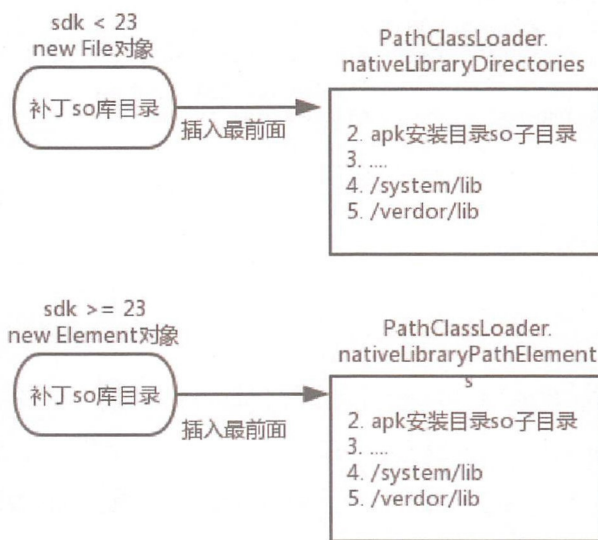 sdk < 23
new File对象
补丁so库目录
插入最前面
PathClassLoader.
nativeLibraryDirectories
2. apk安装目录so子目录
3. ....
4. /system/lib
5. /verdor/lib
sdk >= 23
new Element对象
补丁so库目录
插入最前面
PathClassLoader.
nativeLibraryPathElement
s
2. apk安装目录so子目录
3. ....
4. /system/lib
5. /verdor/lib